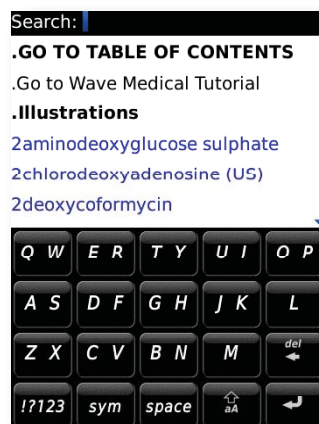 Search:
.GO TO TABLE OF CONTENTS
.Go to Wave Medical Tutorial
.Illustrations
2aminodeoxyglucose sulphate
2chlorodeoxyadenosine (US)
2deoxycoformycin
Q W E R T Y U I O P
A S D F G H J K L
Z X C V B N M del
!?123 sym space aA